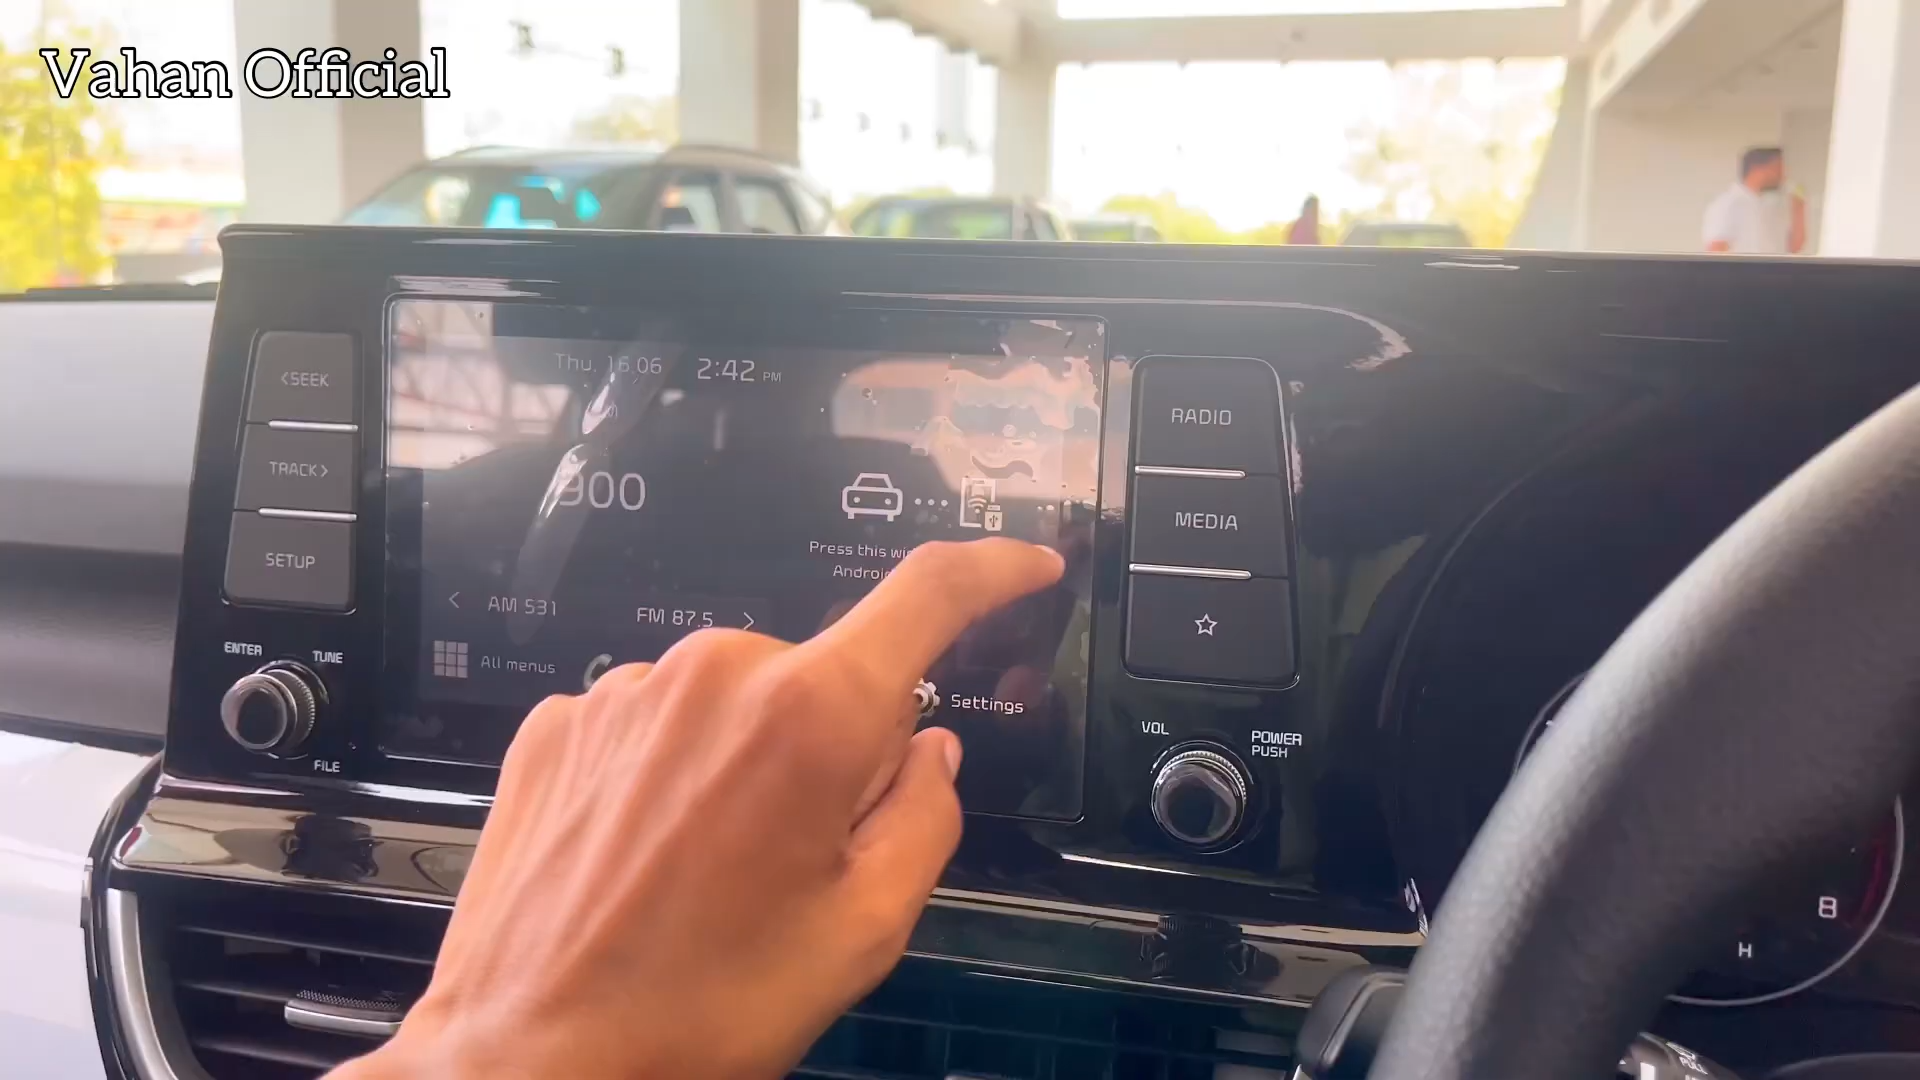 Vahan Official
<SEEK
TRACK>
SETUP
ENTER
TUNE
FILE
Thu, 16.06 2:42 PM
900
< AM 531 FM 87.5 >
All menus
Press this
Settings
RADIO
MEDIA
VOL
POWER
PUSH
8
H